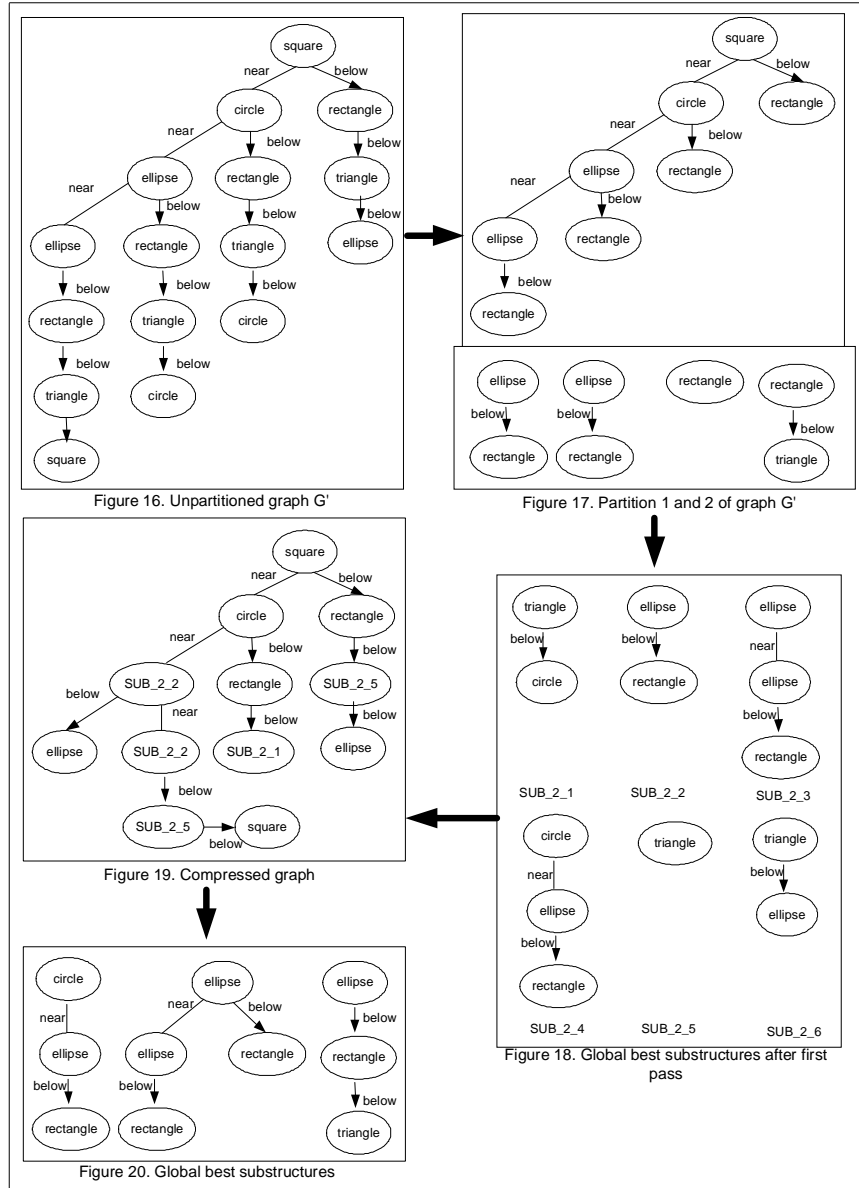 square
near
below
circle
rectangle
near
below
below
near
ellipse
rectangle
triangle
below
below
below
ellipse
rectangle
triangle
ellipse
below
below
below
rectangle
triangle
circle
below
below
triangle
circle
square
Figure 16. Unpartitioned graph G'
square
near
below
circle
rectangle
near
below
ellipse
rectangle
near
below
ellipse
rectangle
below
rectangle
ellipse
ellipse
rectangle
rectangle
below
below
below
rectangle
rectangle
triangle
Figure 17. Partition 1 and 2 of graph G'
triangle
ellipse
ellipse
below
below
near
circle
rectangle
ellipse
below
rectangle
SUB_2_1
SUB_2_2
SUB_2_3
circle
triangle
triangle
near
below
ellipse
ellipse
below
rectangle
SUB_2_4
SUB_2_5
SUB_2_6
Figure 18. Global best substructures after first
pass
square
near
below
circle
rectangle
near
below
below
SUB_2_2
rectangle
SUB_2_5
below
near
below
below
ellipse
SUB_2_2
SUB_2_1
ellipse
below
SUB_2_5
square
below
Figure 19. Compressed graph
circle
ellipse
ellipse
near
near
below
below
ellipse
ellipse
rectangle
rectangle
below
below
below
rectangle
rectangle
triangle
Figure 20. Global best substructures